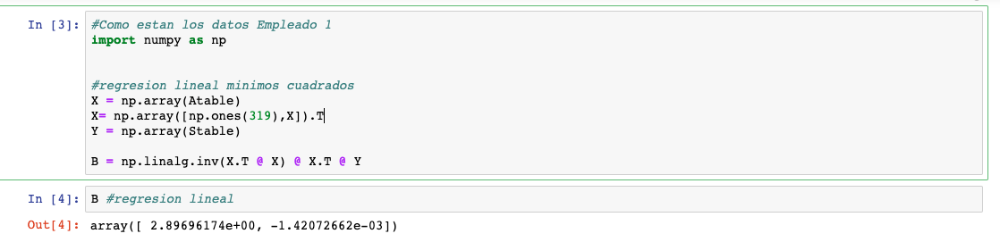 In [3]: #Como estan los datos Empleado 1
import numpy as np
#regresion lineal minimos cuadrados
X = np.array(Atable)
X= np.array([np.ones(319),X]).T
Y = np.array(Stable)
B = np.linalg.inv(X.T @ X) @ X.T @ Y
In [4]: B #regresion lineal
Out[4]: array([ 2.89696174e+00, -1.42072662e-03])